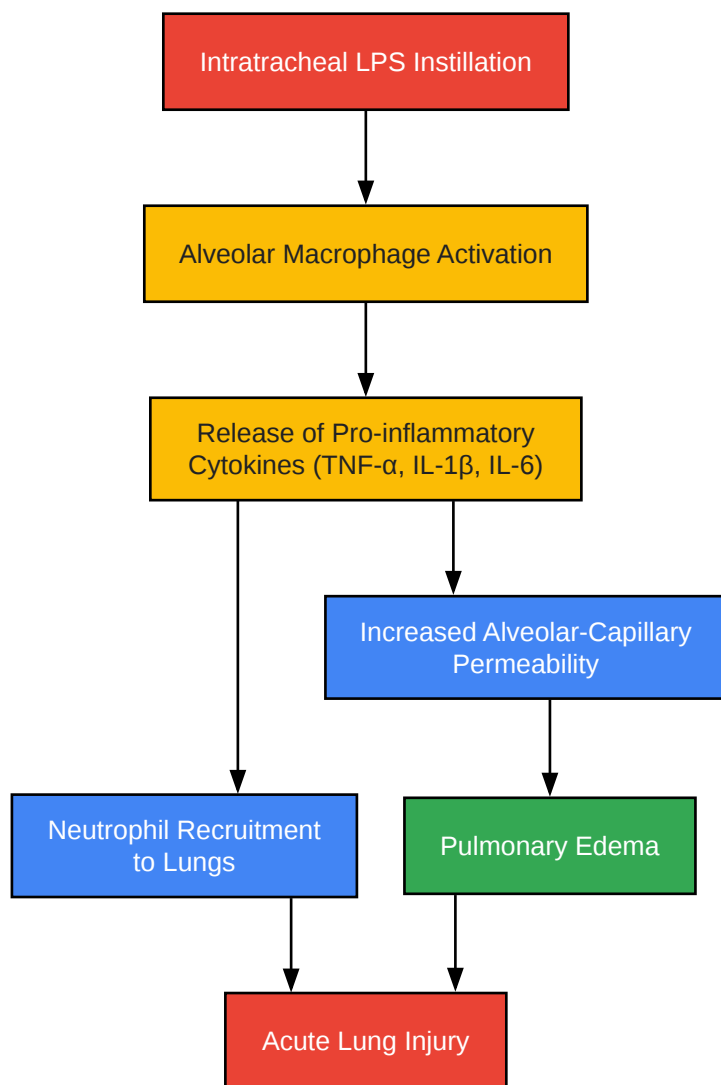 Intratracheal LPS Instillation
Alveolar Macrophage Activation
Release of Pro-inflammatory
Cytokines (TNF-α, IL-1β, IL-6)
Increased Alveolar-Capillary
Permeability
Neutrophil Recruitment
to Lungs
Pulmonary Edema
Acute Lung Injury